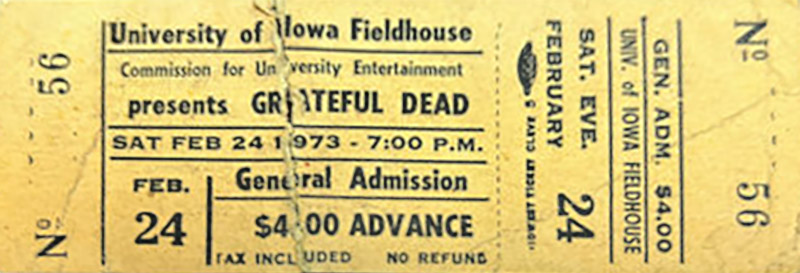 Nº 56
University of Iowa Fieldhouse
Commission for University Entertainment
presents GRATEFUL DEAD
SAT FEB 24 1973 - 7:00 P.M.
FEB. 24
General Admission
$4.00 ADVANCE
TAX INCLUDED NO REFUND
FEBRUARY 24
SAT. EVE.
UNIV. of IOWA FIELDHOUSE
GEN. ADM. $4.00
Nº 56